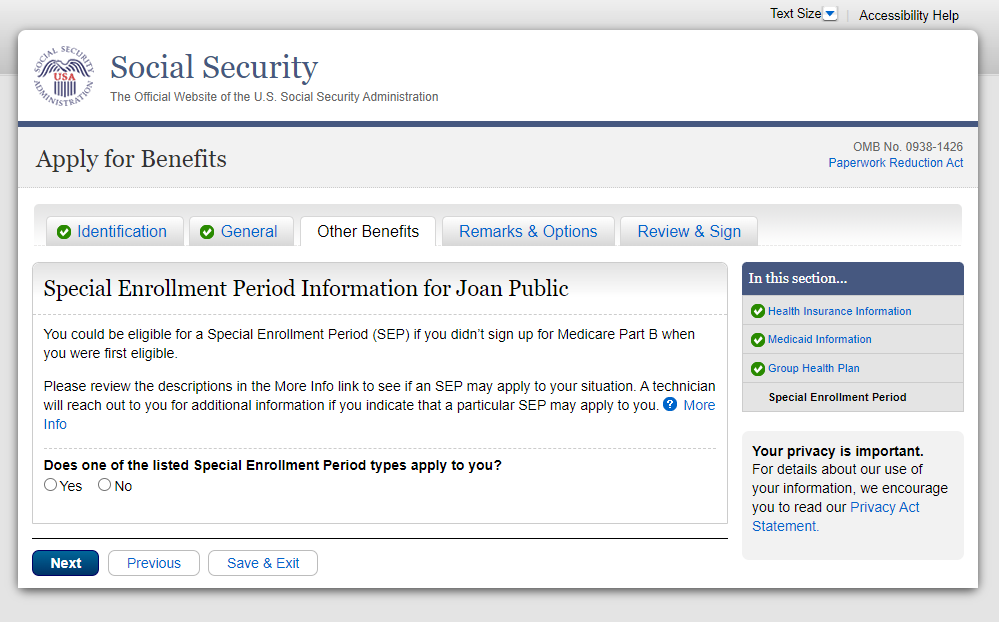 Text Size
Accessibility Help
SOCIAL SECURITY ADMINISTRATION
USA
Social Security
The Official Website of the U.S. Social Security Administration
Apply for Benefits
OMB No. 0938-1426
Paperwork Reduction Act
Identification
General
Other Benefits
Remarks & Options
Review & Sign
Special Enrollment Period Information for Joan Public
You could be eligible for a Special Enrollment Period (SEP) if you didn’t sign up for Medicare Part B when
you were first eligible.
Please review the descriptions in the More Info link to see if an SEP may apply to your situation. A technician
will reach out to you for additional information if you indicate that a particular SEP may apply to you. ? More
Info
Does one of the listed Special Enrollment Period types apply to you?
Yes No
Next
Previous
Save & Exit
In this section...
Health Insurance Information
Medicaid Information
Group Health Plan
Special Enrollment Period
Your privacy is important.
For details about our use of
your information, we encourage
you to read our Privacy Act
Statement.